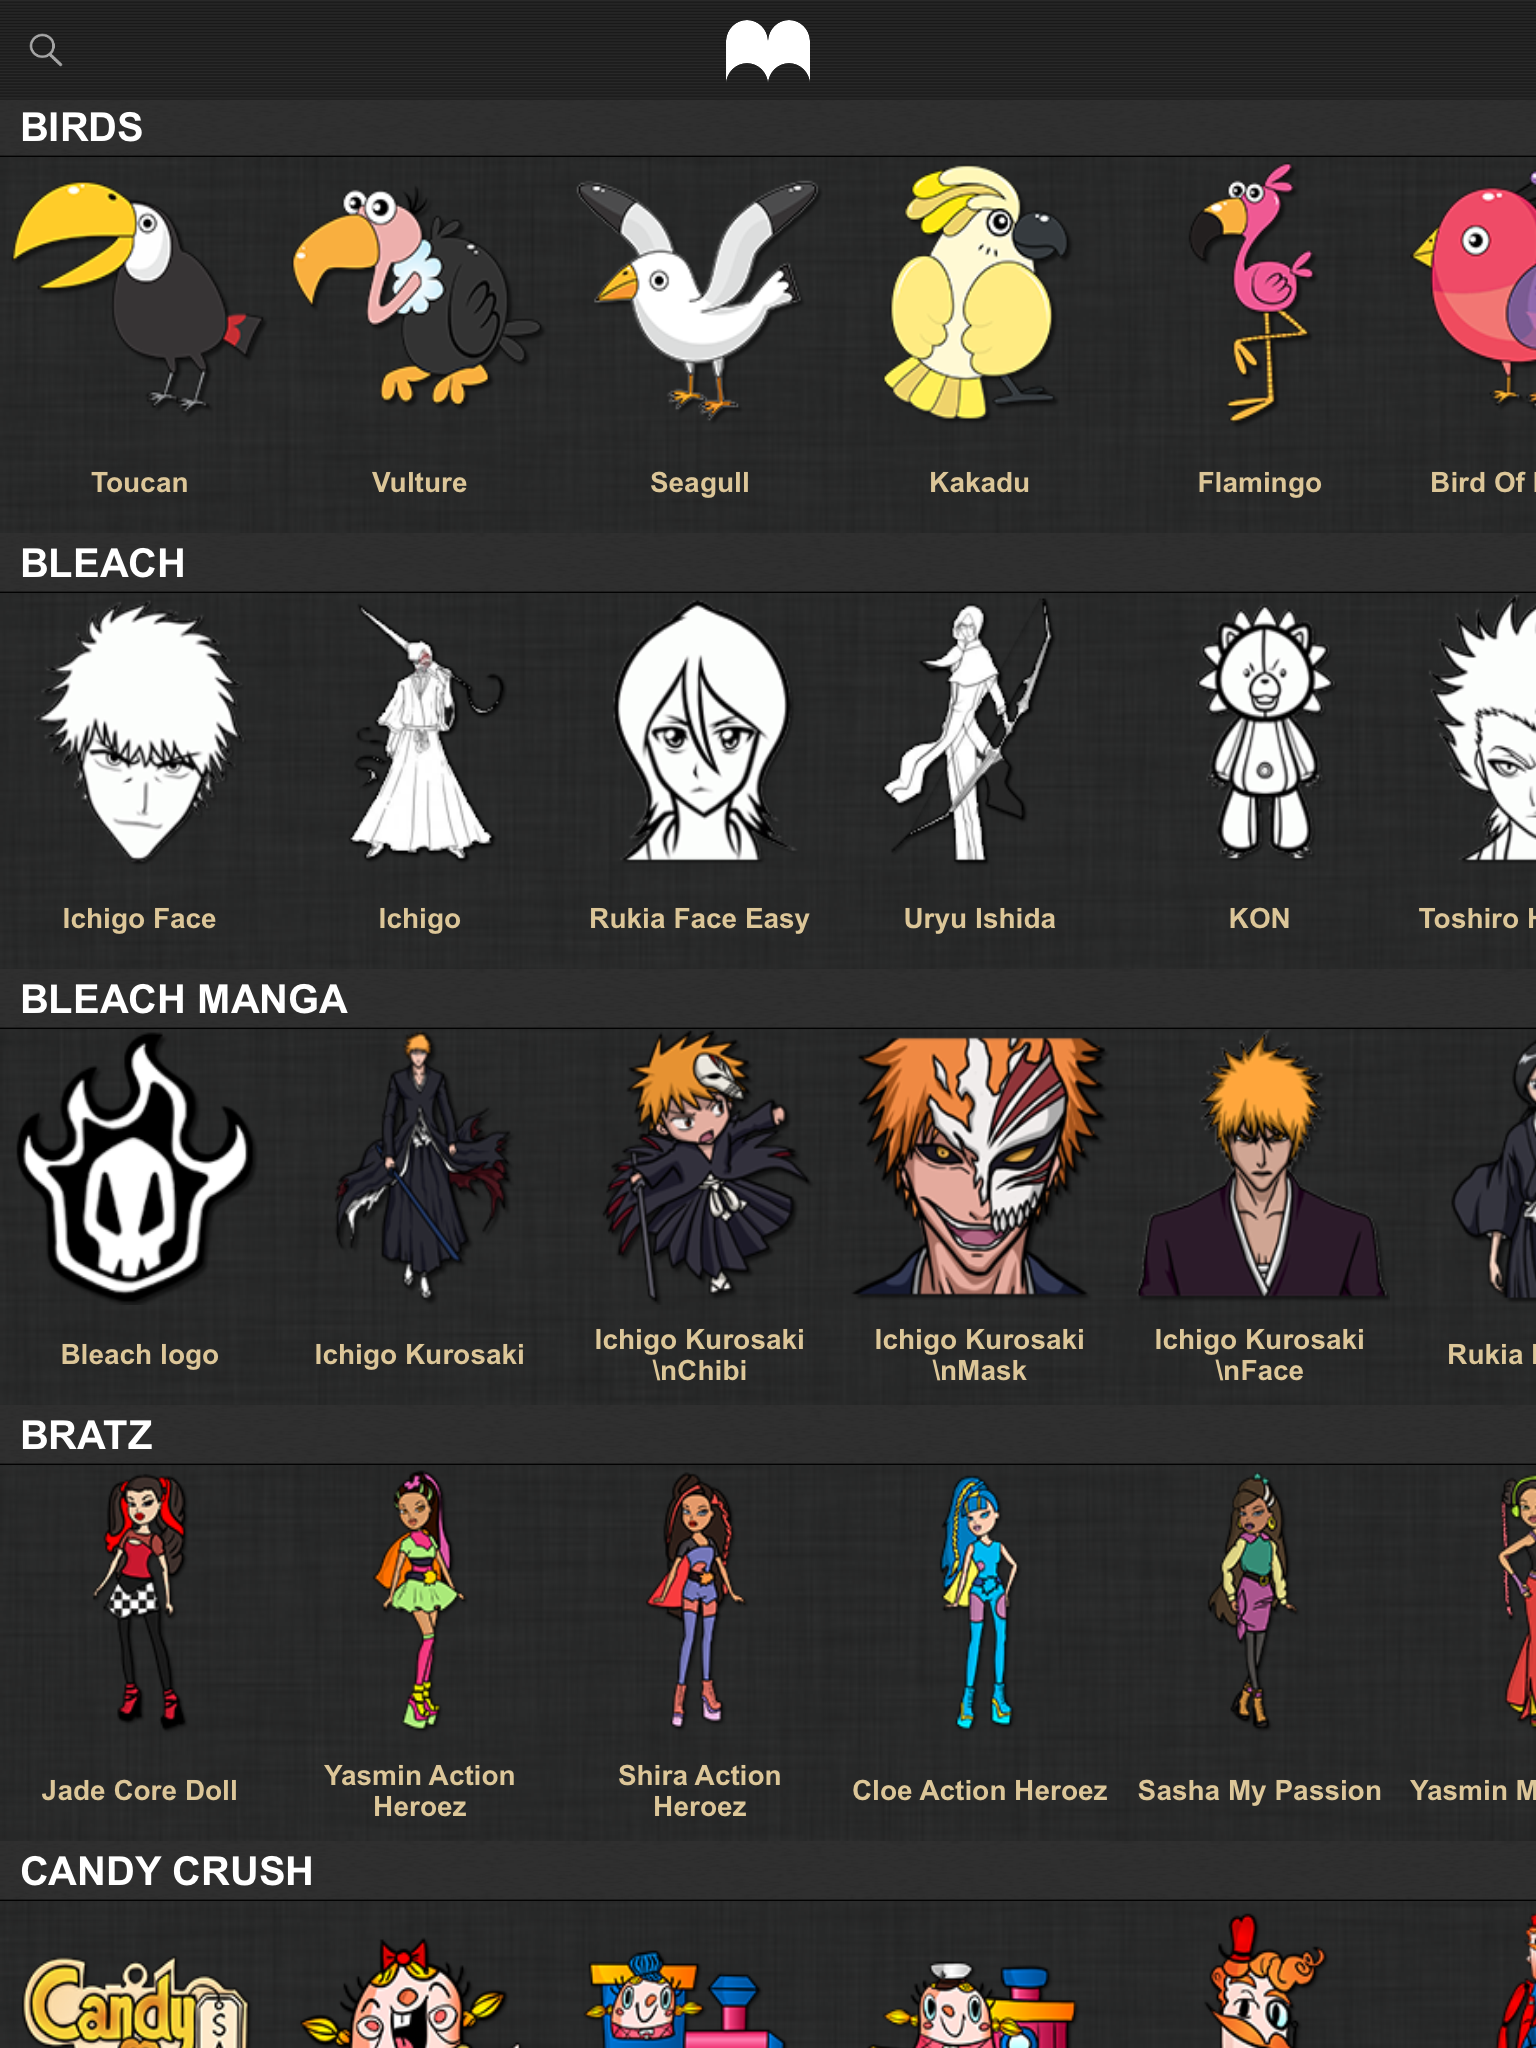 BIRDS
Toucan
Vulture
Seagull
Kakadu
Flamingo
Bird Of
BLEACH
Ichigo Face
Ichigo
Rukia Face Easy
Uryu Ishida
KON
Toshiro
BLEACH MANGA
Bleach logo
Ichigo Kurosaki
Ichigo Kurosaki
\nChibi
Ichigo Kurosaki
\nMask
Ichigo Kurosaki
\nFace
Rukia
BRATZ
Jade Core Doll
Yasmin Action
Heroez
Shira Action
Heroez
Cloe Action Heroez
Sasha My Passion
Yasmin
CANDY CRUSH
Candy